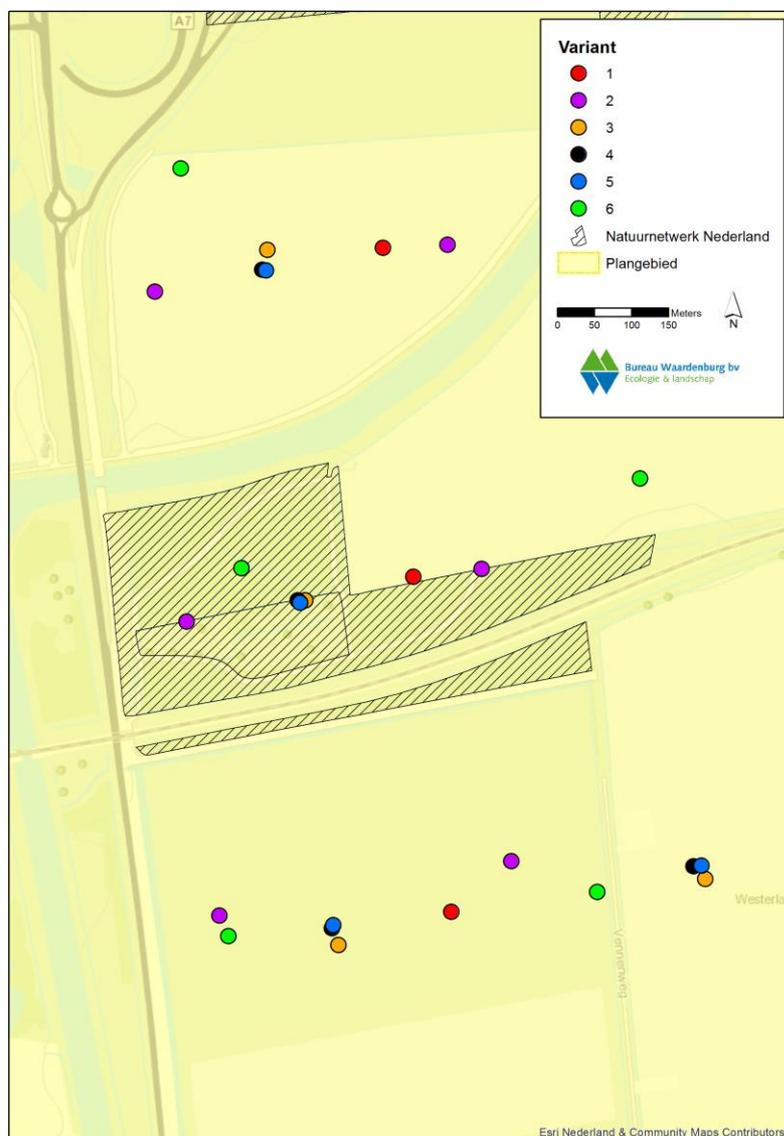 A7
Variant
1
2
3
4
5
6
Natuurnetwerk Nederland
Plangebied
Meters
0 50 100 150
N
Bureau Waardenburg bv
Ecologie & landschap
Westerla
Vennenweg
Esri Nederland & Community Maps Contributors